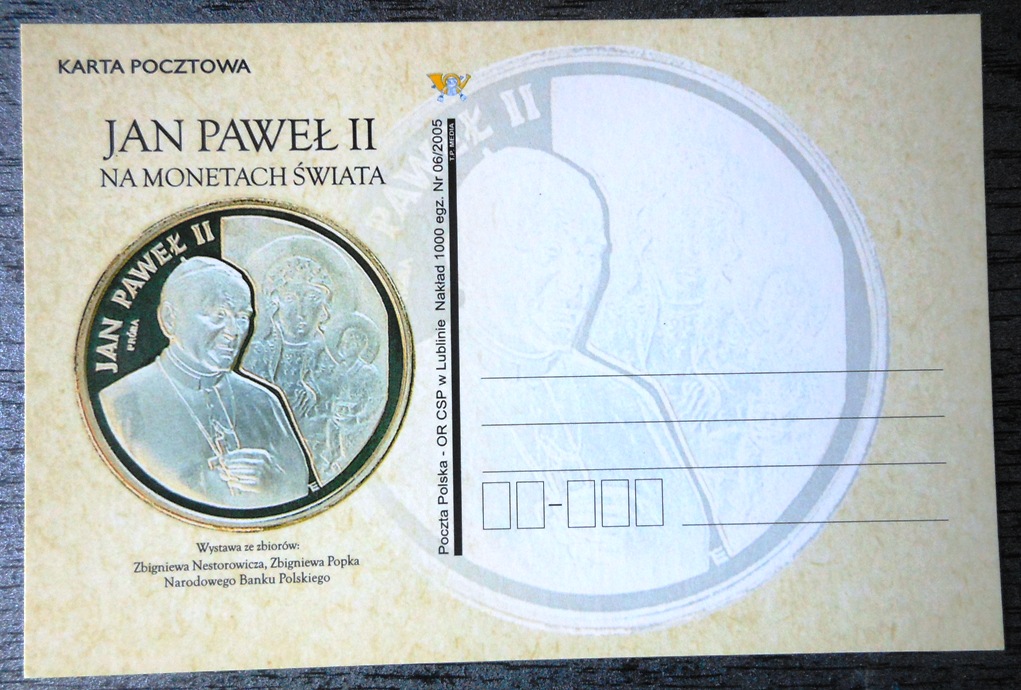 KARTA POCZTOWA
JAN PAWEŁ II
NA MONETACH ŚWIATA
JAN PAWEŁ II
PRÓBA
Wystawa ze zbiorów:
Zbigniewa Nestorowicza, Zbigniewa Popka
Narodowego Banku Polskiego
Poczta Polska - OR CSP w Lublinie Nakład 1000 egz. Nr 06/2005
T.P. MEDIA
PAWEŁ II